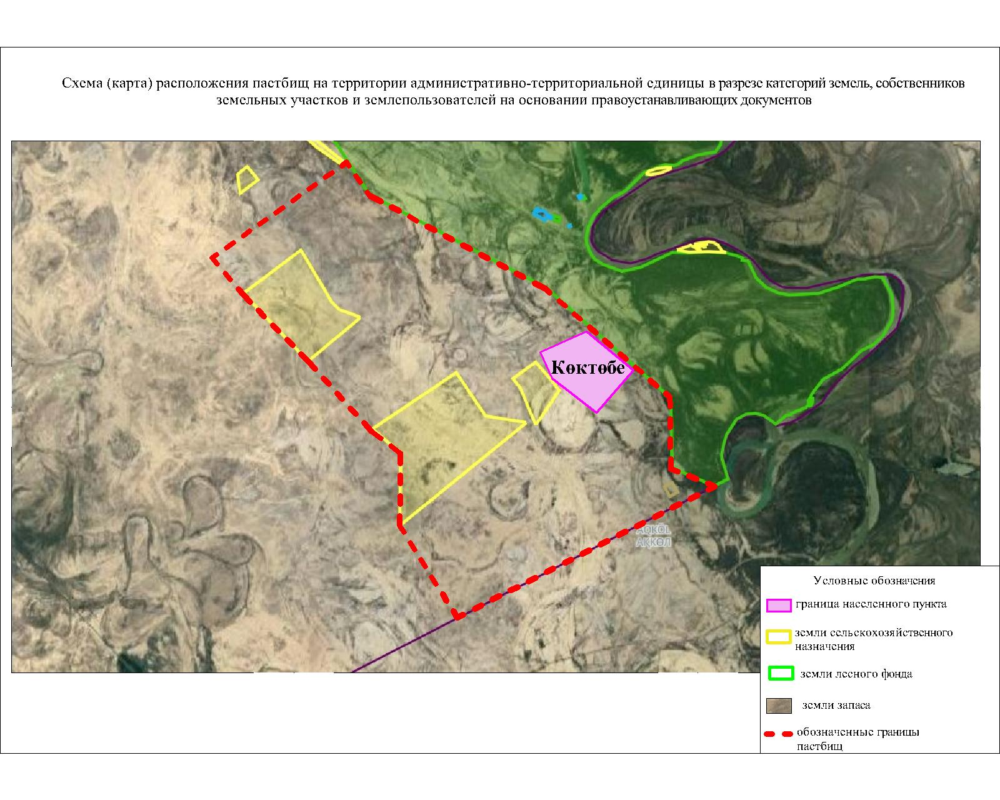 Схема (карта) расположения пастбищ на территории административно-территориальной единицы в разрезе категорий земель, собственников
земельных участков и землепользователей на основании правоустанавливающих документов
Көктөбе
AQKÓL
АҚКӨЛ
Условные обозначения
граница населенного пункта
земли сельскохозяйственного
назначения
земли лесного фонда
земли запаса
обозначенные границы
пастбищ